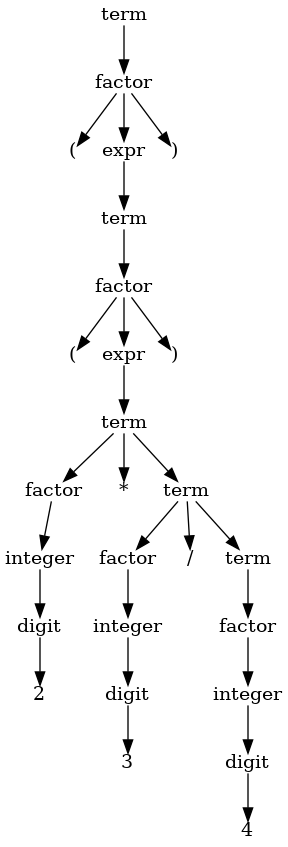 term
factor
( expr )
term
factor
( expr )
term
factor * term
integer factor / term
digit integer factor
2 digit integer
3 digit
4